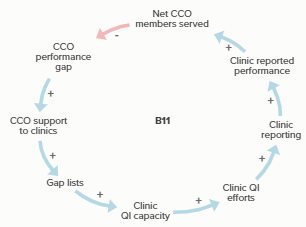 Net CCO
members served
-
+
CCO
performance
gap
Clinic reported
performance
+
+
CCO support
to clinics
B11
Clinic
reporting
+
+
Gap lists
+
Clinic
QI capacity
+
Clinic QI
efforts